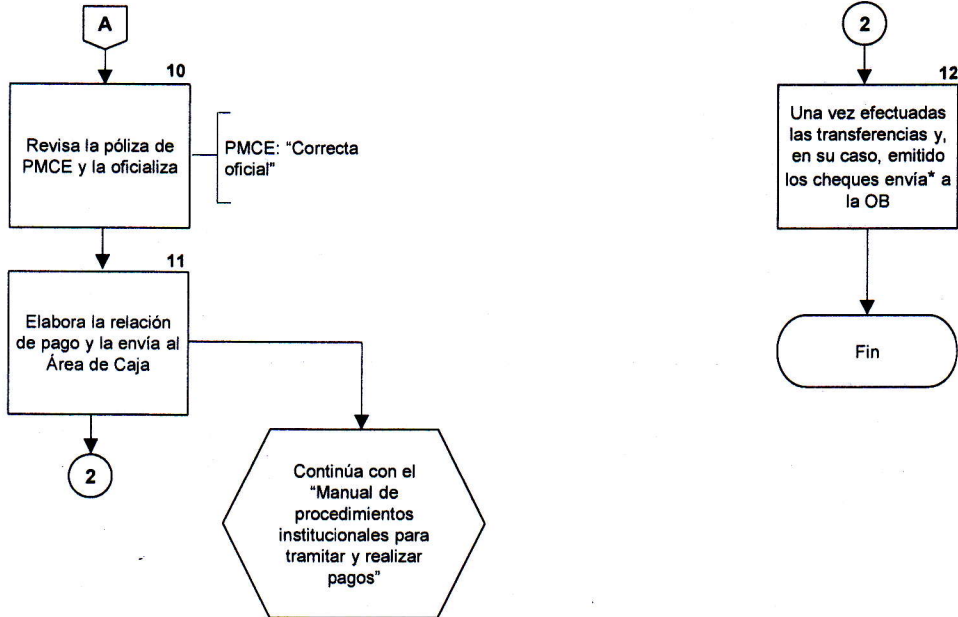 A
10
Revisa la póliza de
PMCE y la oficializa
PMCE: "Correcta
oficial"
11
Elabora la relación
de pago y la envía al
Área de Caja
2
Continúa con el
"Manual de
procedimientos
institucionales para
tramitar y realizar
pagos"
2
12
Una vez efectuadas
las transferencias y,
en su caso, emitido
los cheques envía* a
la OB
Fin